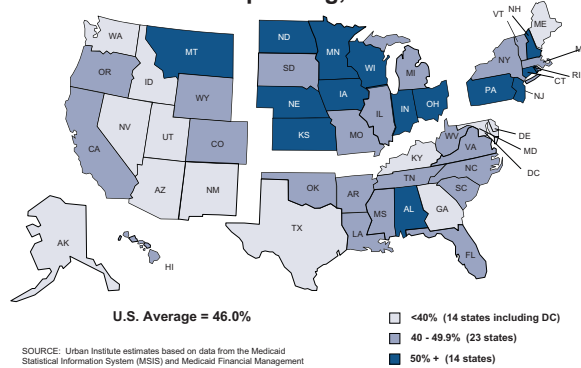 WA
MT
ND
MN
VT
NH
ME
OR
ID
SD
WI
MI
NY
RI
WY
NE
IA
IL
IN
OH
PA
CT
NJ
NV
UT
CO
KS
MO
WV
VA
DE
CA
KY
MD
AZ
NM
OK
AR
TN
NC
DC
TX
LA
MS
AL
GA
SC
AK
HI
FL
U.S. Average = 46.0%
<40% (14 states including DC)
40 - 49.9% (23 states)
50% + (14 states)
SOURCE: Urban Institute estimates based on data from the Medicaid
Statistical Information System (MSIS) and Medicaid Financial Management